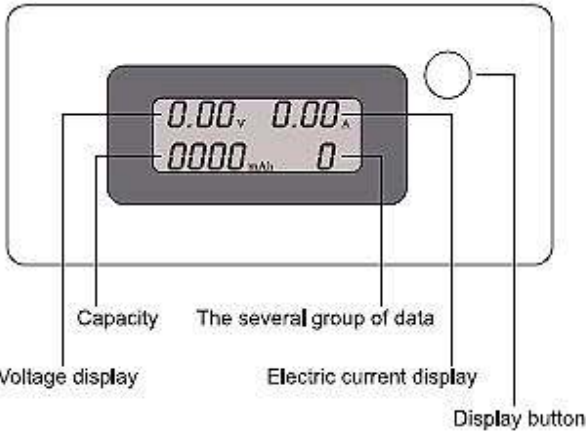 0.00V 0.00A
0000mAh 0
Capacity The several group of data
Voltage display Electric current display
Display button